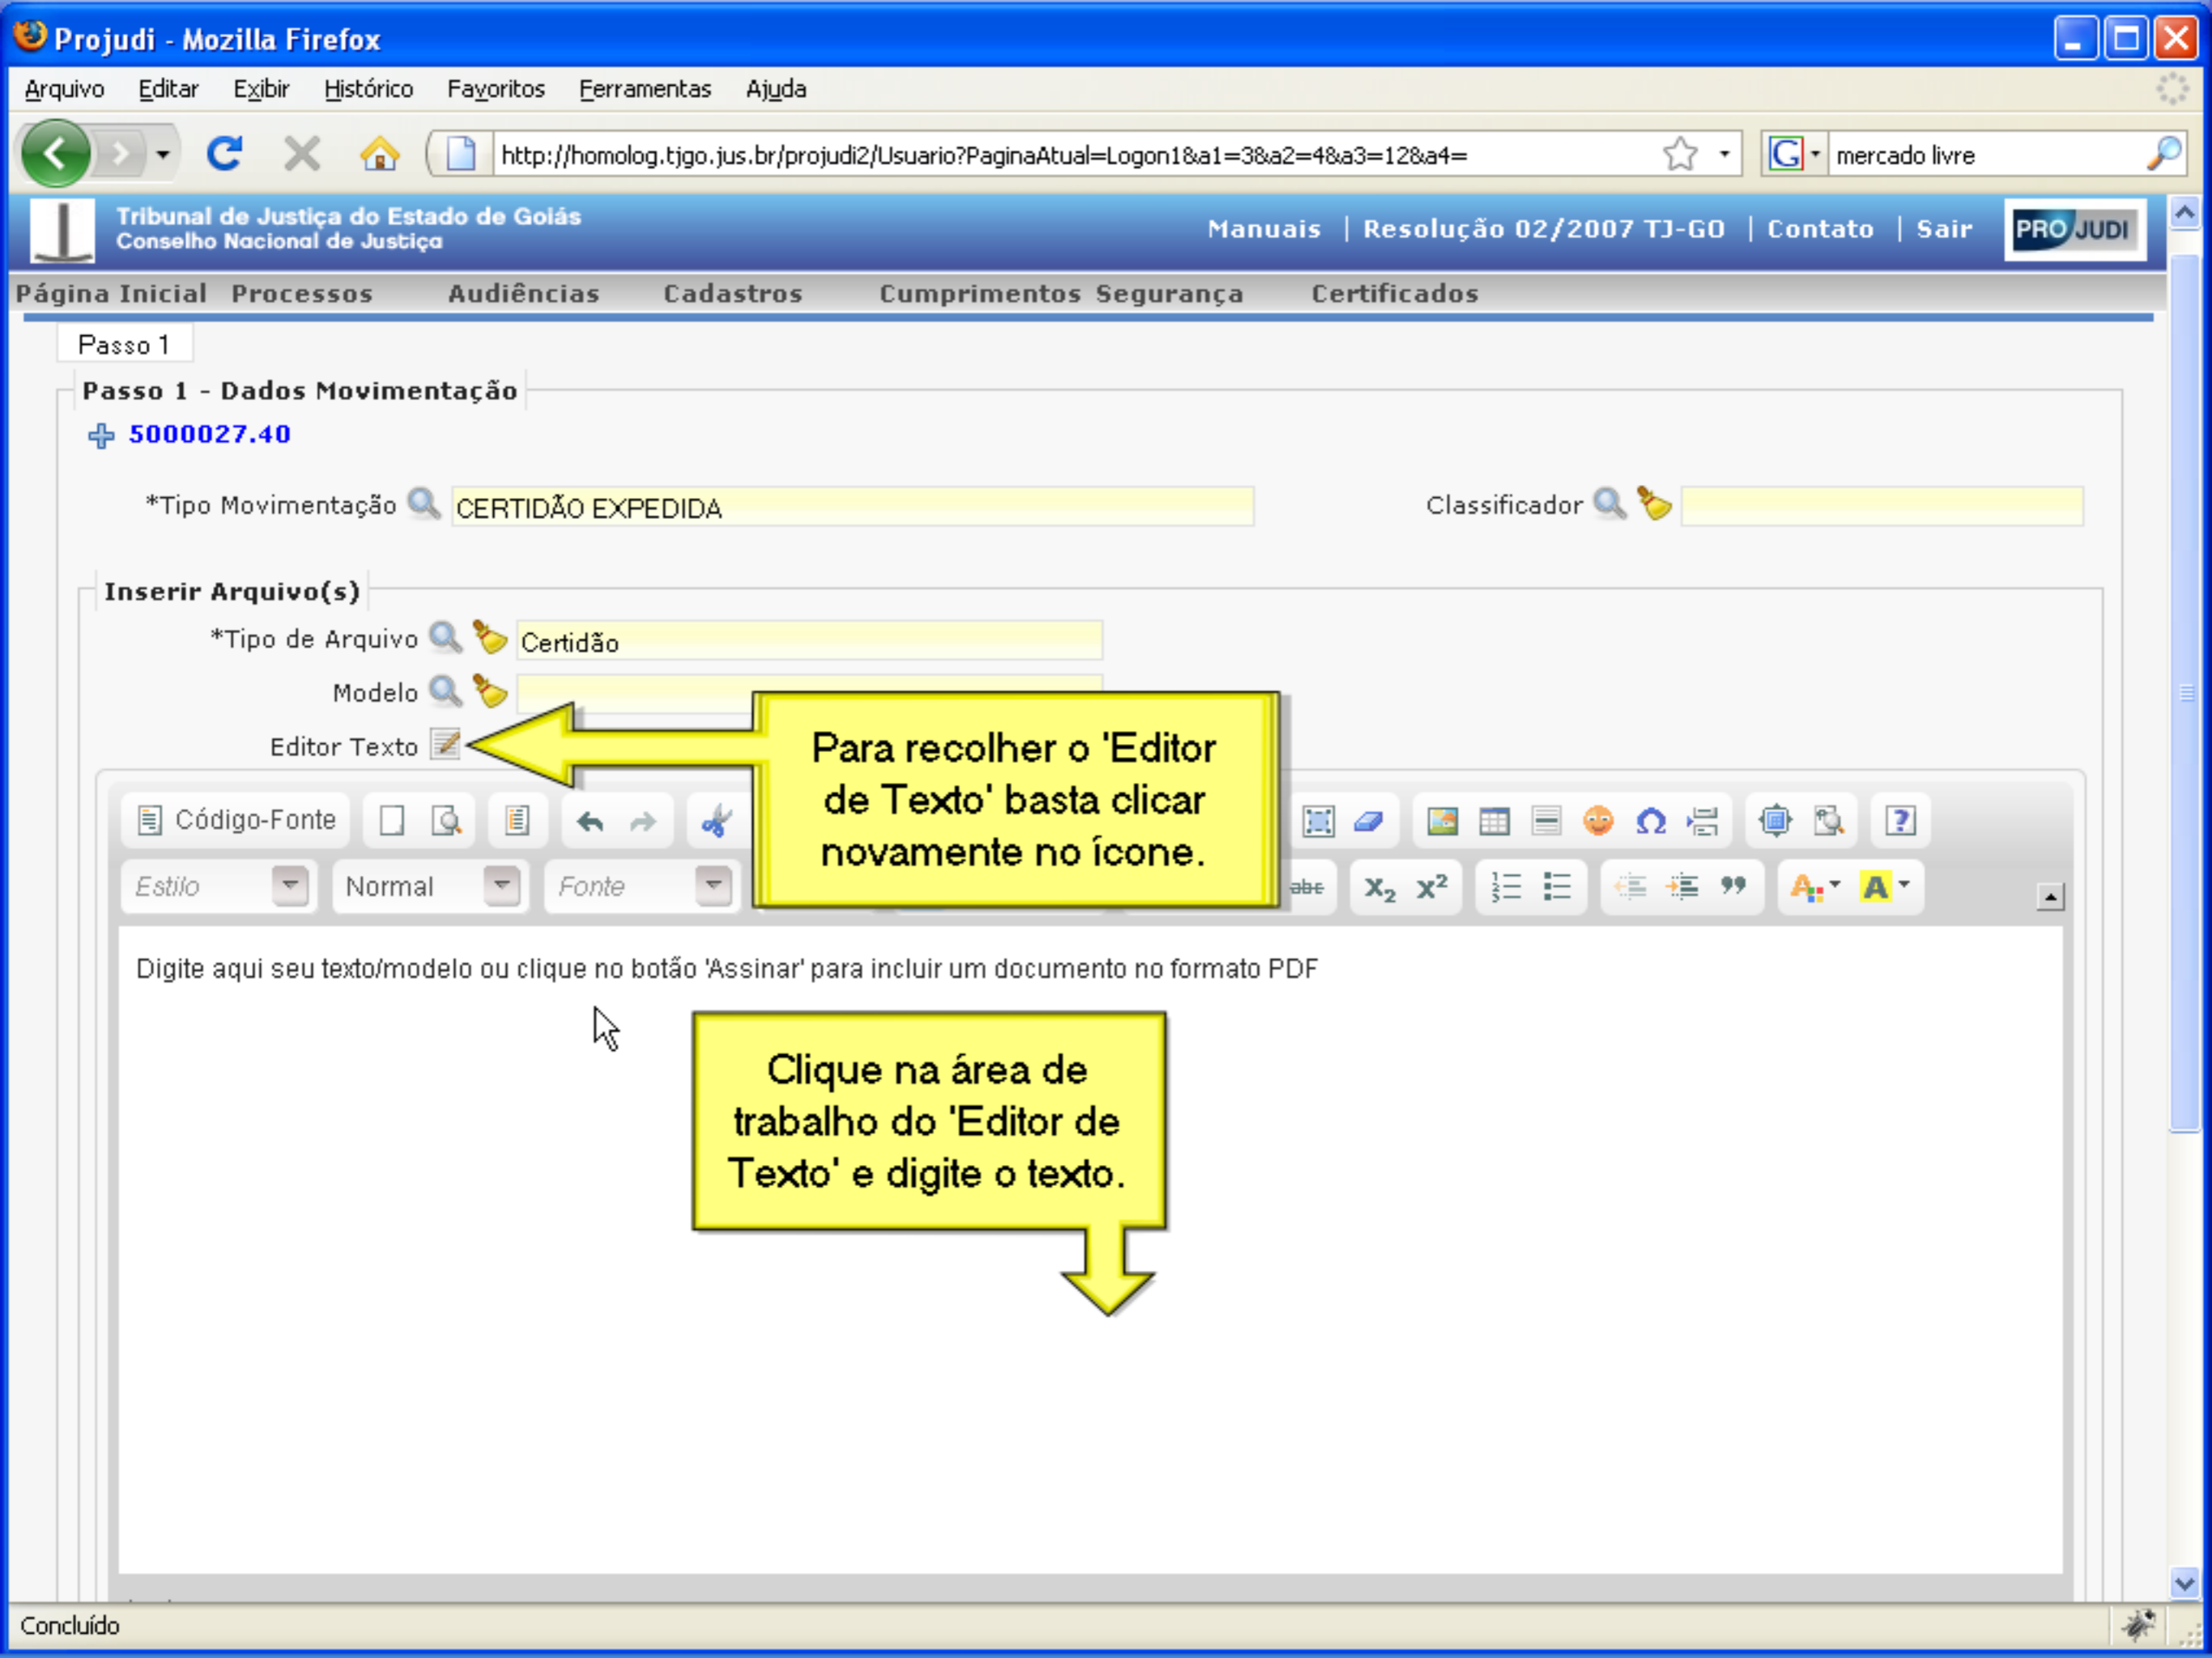 Projudi - Mozilla Firefox
Arquivo Editar Exibir Histórico Favoritos Ferramentas Ajuda
http://homolog.tjgo.jus.br/projudi2/Usuario?PaginaAtual=Logon1&a1=3&a2=4&a3=12&a4=
G mercado livre
Tribunal de Justiça do Estado de Goiás
Conselho Nacional de Justiça
Manuais | Resolução 02/2007 TJ-GO | Contato | Sair
PROJUDI
Página Inicial Processos Audiências Cadastros Cumprimentos Segurança Certificados
Passo 1
Passo 1 - Dados Movimentação
5000027.40
*Tipo Movimentação CERTIDÃO EXPEDIDA Classificador
Inserir Arquivo(s)
*Tipo de Arquivo Certidão
Modelo
Editor Texto
Para recolher o 'Editor
de Texto' basta clicar
novamente no ícone.
Código-Fonte
Estilo Normal Fonte abc X2 X2 A A
Digite aqui seu texto/modelo ou clique no botão 'Assinar' para incluir um documento no formato PDF
Clique na área de
trabalho do 'Editor de
Texto' e digite o texto.
Concluído